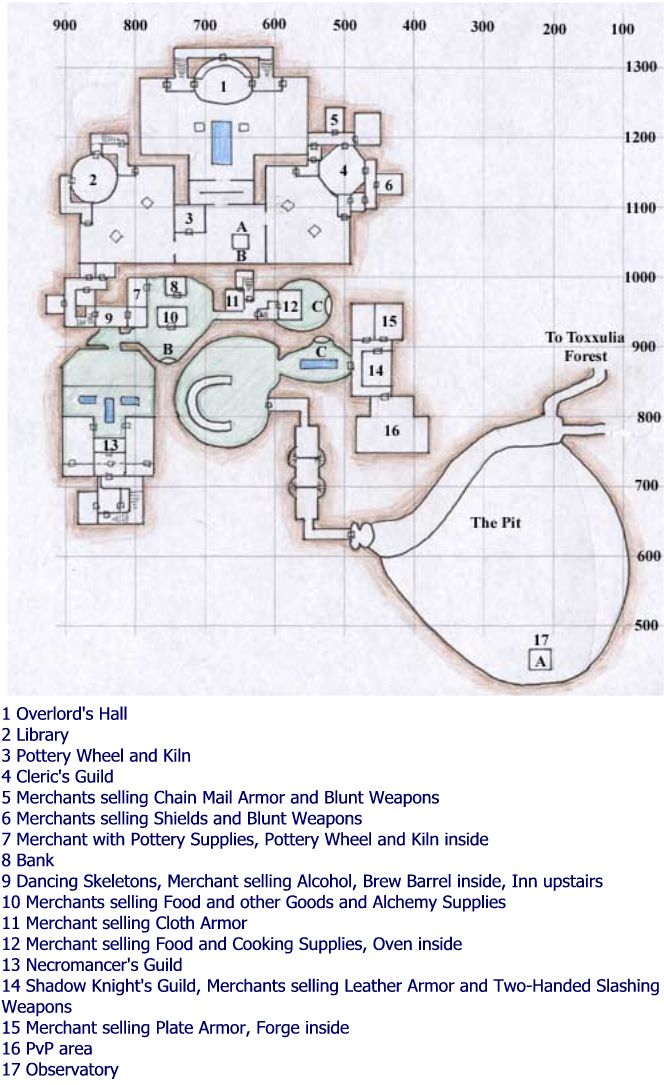 900 800 700 600 500 400 300 200 100
1300
1
5
1200
4
2
6
1100
3
A
B
1000
7
8
11
12
C
9
10
15
B
900
C
To Toxxulia
Forest
14
800
16
13
700
The Pit
600
500
17
A
1 Overlord's Hall
2 Library
3 Pottery Wheel and Kiln
4 Cleric's Guild
5 Merchants selling Chain Mail Armor and Blunt Weapons
6 Merchants selling Shields and Blunt Weapons
7 Merchant with Pottery Supplies, Pottery Wheel and Kiln inside
8 Bank
9 Dancing Skeletons, Merchant selling Alcohol, Brew Barrel inside, Inn upstairs
10 Merchants selling Food and other Goods and Alchemy Supplies
11 Merchant selling Cloth Armor
12 Merchant selling Food and Cooking Supplies, Oven inside
13 Necromancer's Guild
14 Shadow Knight's Guild, Merchants selling Leather Armor and Two-Handed Slashing
Weapons
15 Merchant selling Plate Armor, Forge inside
16 PvP area
17 Observatory